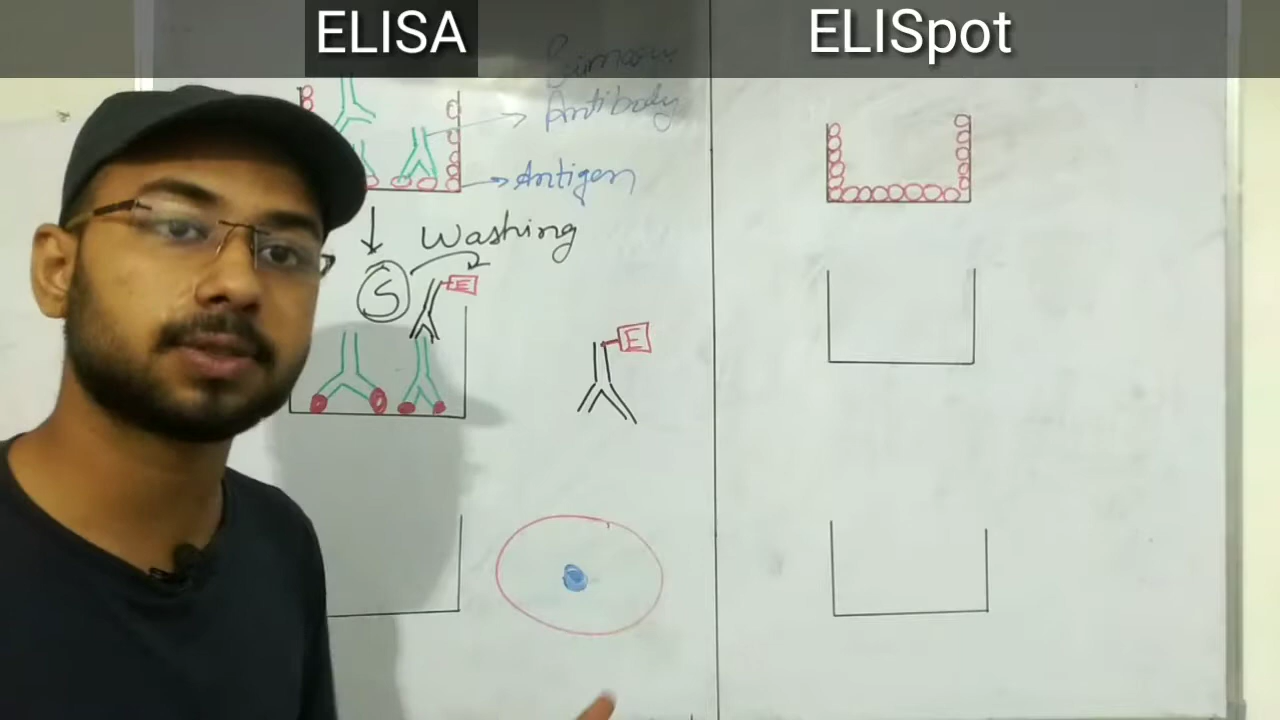 ELISA
ELISpot
Antibody
Antigen
Washing
S
E
E